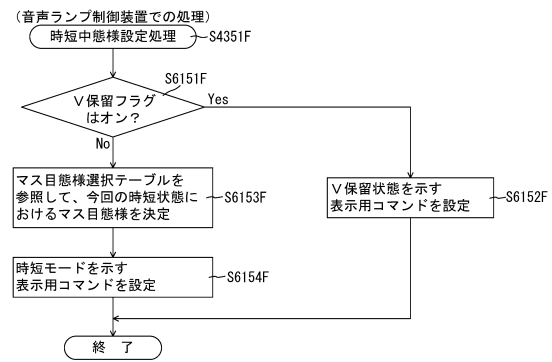 （音声ランプ制御装置での処理）
時短中態様設定処理
S4351F
S6151F
Ｖ保留フラグ
はオン？
Yes
No
マス目態様選択テーブルを
参照して、今回の時短状態に
おけるマス目態様を決定
S6153F
Ｖ保留状態を示す
表示用コマンドを設定
S6152F
時短モードを示す
表示用コマンドを設定
S6154F
終　了